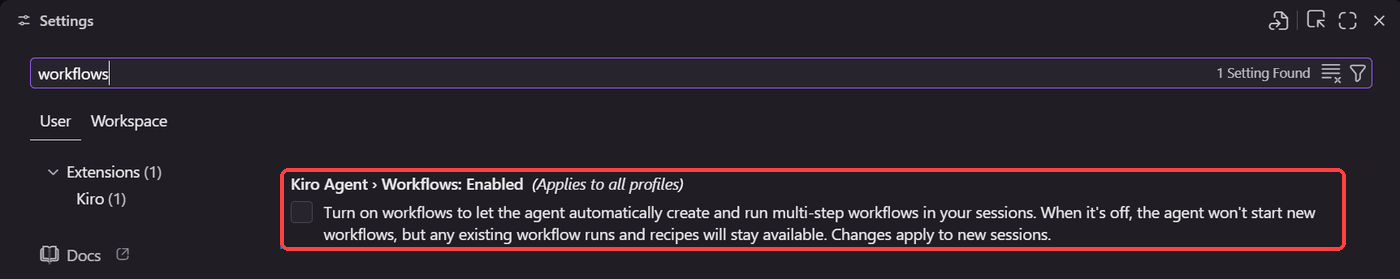 Settings
workflows
1 Setting Found
User Workspace
Extensions (1)
Kiro (1)
Docs
Kiro Agent › Workflows: Enabled (Applies to all profiles)
Turn on workflows to let the agent automatically create and run multi-step workflows in your sessions. When it's off, the agent won't start new
workflows, but any existing workflow runs and recipes will stay available. Changes apply to new sessions.